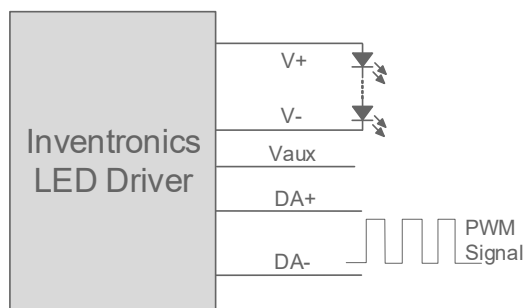 Inventronics
LED Driver
V+
V-
Vaux
DA+
DA-
PWM
Signal